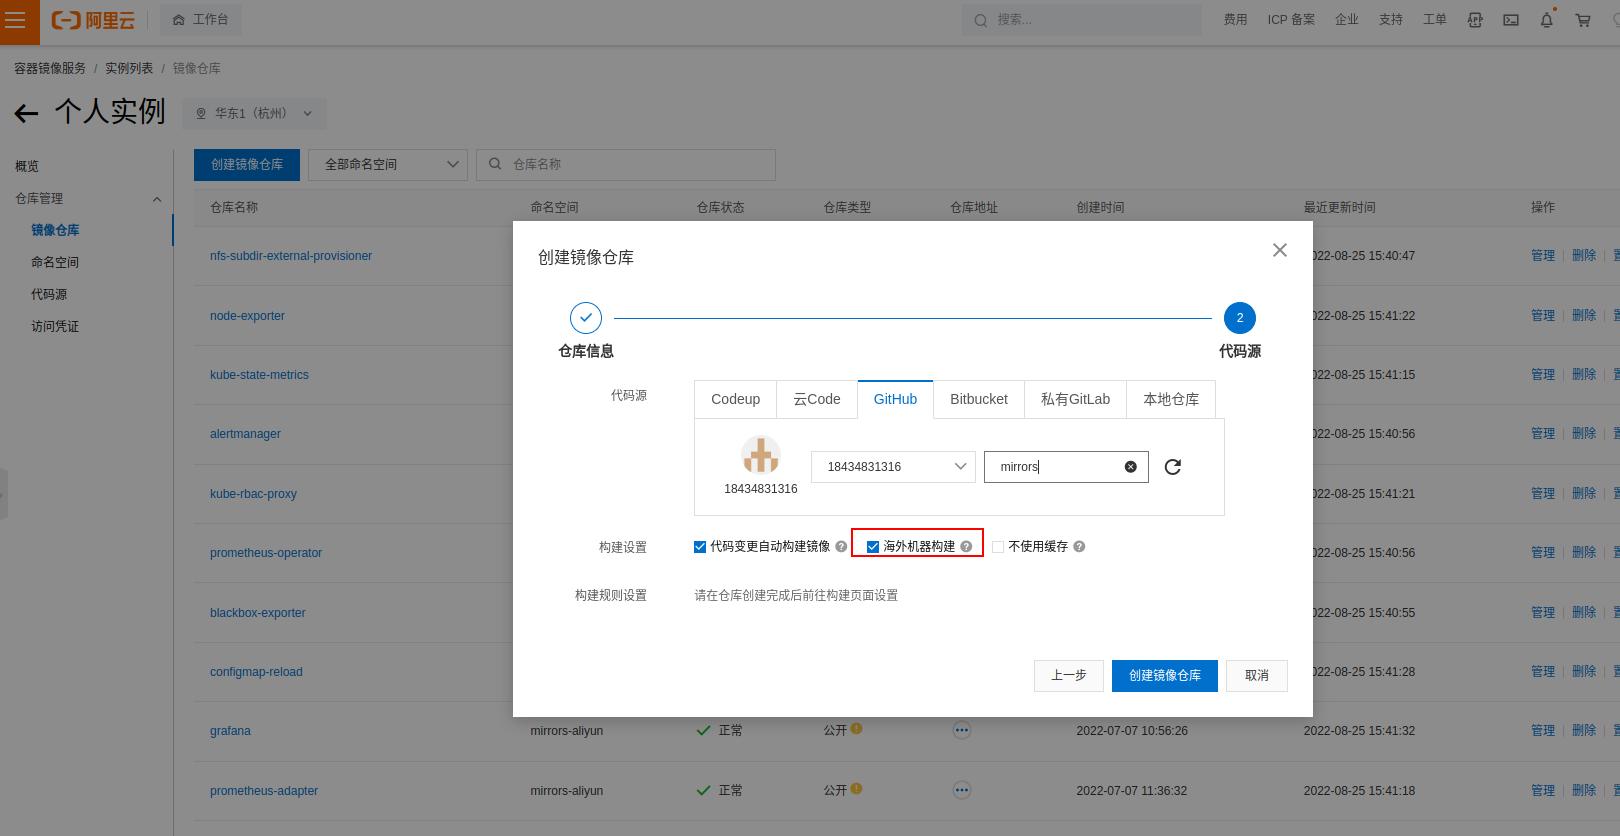 阿里云
工作台
搜索...
费用 ICP 备案 企业 支持 工单
容器镜像服务 / 实例列表 / 镜像仓库
个人实例
华东1（杭州）
概览
仓库管理
镜像仓库
命名空间
代码源
访问凭证
创建镜像仓库 全部命名空间 仓库名称
仓库名称 命名空间 仓库状态 仓库类型 仓库地址 创建时间 最近更新时间 操作
nfs-subdir-external-provisioner 022-08-25 15:40:47 管理 删除
node-exporter 022-08-25 15:41:22 管理 删除
kube-state-metrics 022-08-25 15:41:15 管理 删除
alertmanager 022-08-25 15:40:56 管理 删除
kube-rbac-proxy 022-08-25 15:41:21 管理 删除
prometheus-operator 022-08-25 15:40:56 管理 删除
blackbox-exporter 022-08-25 15:40:55 管理 删除
configmap-reload 022-08-25 15:41:28 管理 删除
grafana mirrors-aliyun 正常 公开 2022-07-07 10:56:26 2022-08-25 15:41:32 管理 删除
prometheus-adapter mirrors-aliyun 正常 公开 2022-07-07 11:36:32 2022-08-25 15:41:18 管理 删除
创建镜像仓库
2
仓库信息 代码源
代码源 Codeup 云Code GitHub Bitbucket 私有GitLab 本地仓库
18434831316 mirrors
18434831316
构建设置 代码变更自动构建镜像 海外机器构建 不使用缓存
构建规则设置 请在仓库创建完成后前往构建页面设置
上一步 创建镜像仓库 取消